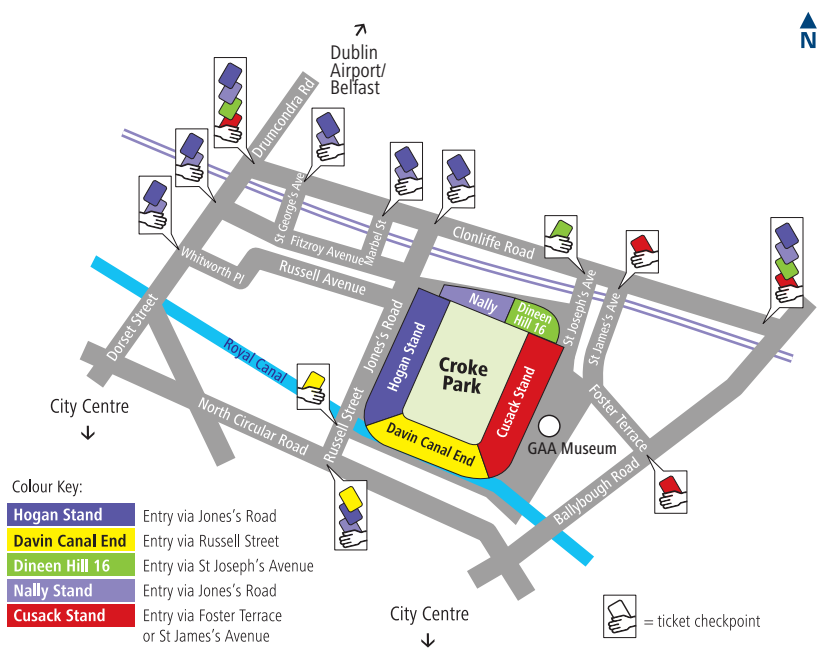 N
Dublin
Airport/
Belfast
Drumcondra Rd
St George's Ave
Marbel St
Clonliffe Road
Fitzroy Avenue
Whitworth Pl
Russell Avenue
St Joseph's Ave
St James's Ave
Nally
Dineen
Hill 16
Jones's Road
Hogan Stand
Croke
Park
Cusack Stand
Dorset Street
Royal Canal
City Centre
North Circular Road
Russell Street
Davin Canal End
GAA Museum
Foster Terrace
Ballybough Road
Colour Key:
Hogan Stand Entry via Jones's Road
Davin Canal End Entry via Russell Street
Dineen Hill 16 Entry via St Joseph's Avenue
Nally Stand Entry via Jones's Road
Cusack Stand Entry via Foster Terrace
or St James's Avenue
City Centre
= ticket checkpoint